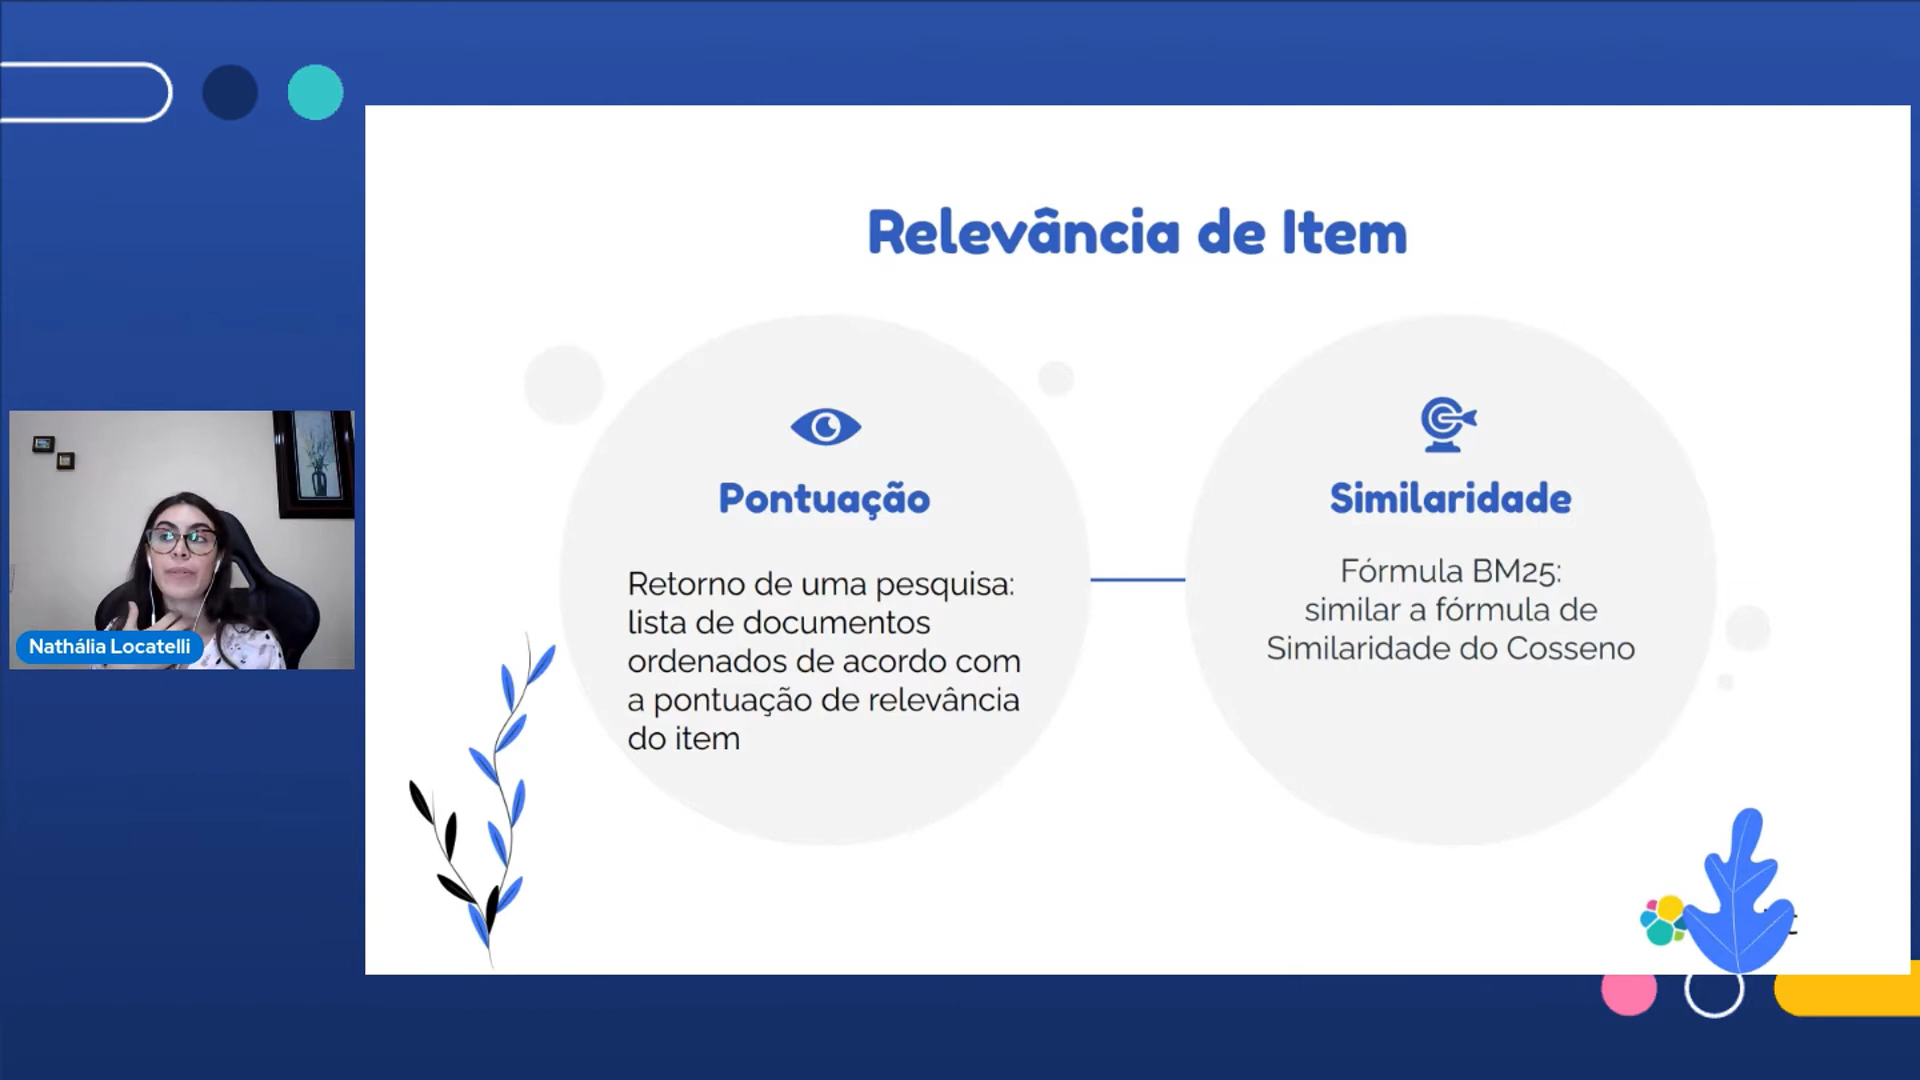 Relevância de Item
Pontuação
Retorno de uma pesquisa:
lista de documentos
ordenados de acordo com
a pontuação de relevância
do item
Similaridade
Fórmula BM25:
similar a fórmula de
Similaridade do Cosseno
Nathália Locatelli